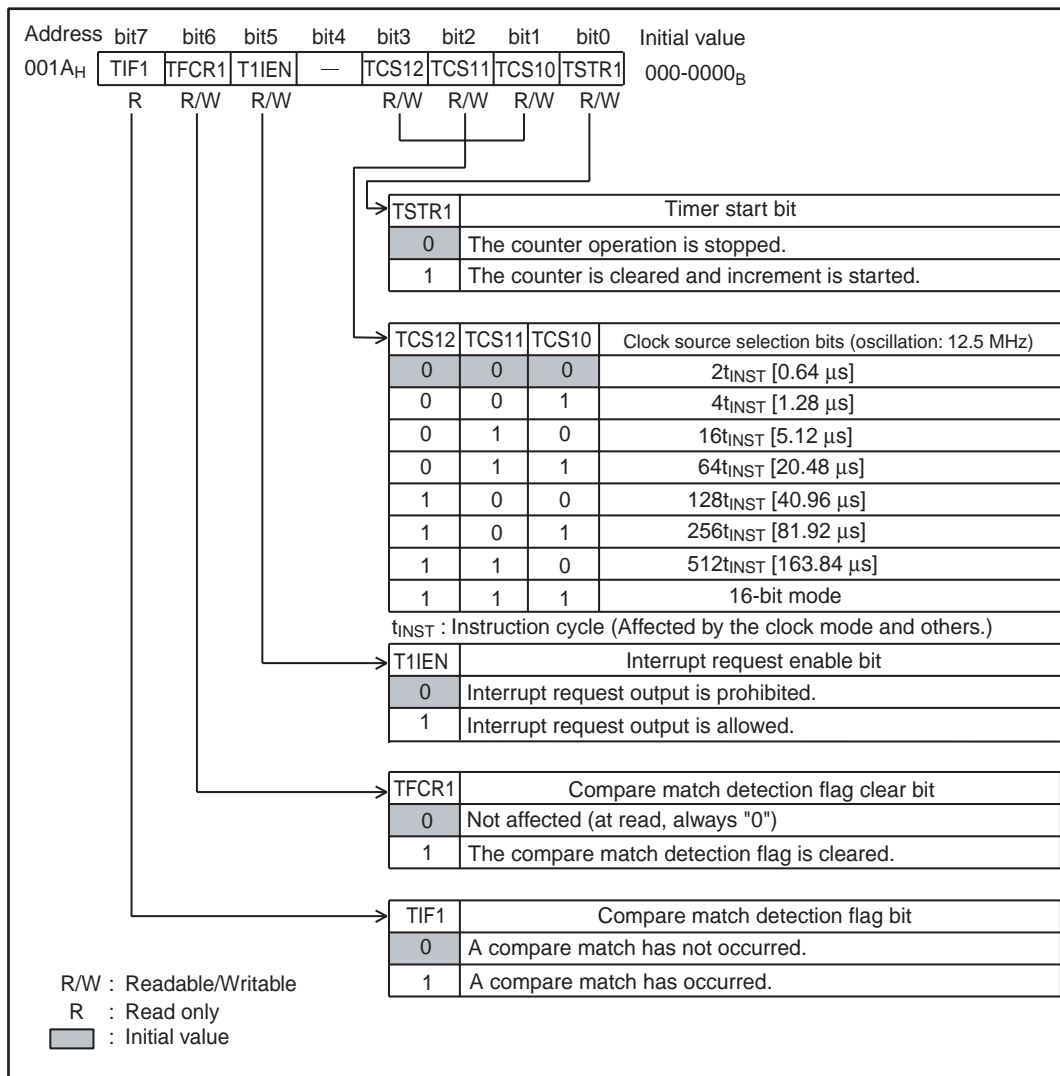 Address bit7 bit6 bit5 bit4 bit3 bit2 bit1 bit0 Initial value
001AH TIF1 TFCR1 T1IEN — TCS12 TCS11 TCS10 TSTR1 000-0000B
R R/W R/W R/W R/W R/W R/W
TSTR1 Timer start bit
0 The counter operation is stopped.
1 The counter is cleared and increment is started.
TCS12 TCS11 TCS10 Clock source selection bits (oscillation: 12.5 MHz)
0 0 0 2tINST [0.64 μs]
0 0 1 4tINST [1.28 μs]
0 1 0 16tINST [5.12 μs]
0 1 1 64tINST [20.48 μs]
1 0 0 128tINST [40.96 μs]
1 0 1 256tINST [81.92 μs]
1 1 0 512tINST [163.84 μs]
1 1 1 16-bit mode
tINST : Instruction cycle (Affected by the clock mode and others.)
T1IEN Interrupt request enable bit
0 Interrupt request output is prohibited.
1 Interrupt request output is allowed.
TFCR1 Compare match detection flag clear bit
0 Not affected (at read, always "0")
1 The compare match detection flag is cleared.
TIF1 Compare match detection flag bit
0 A compare match has not occurred.
1 A compare match has occurred.
R/W : Readable/Writable
R : Read only
: Initial value